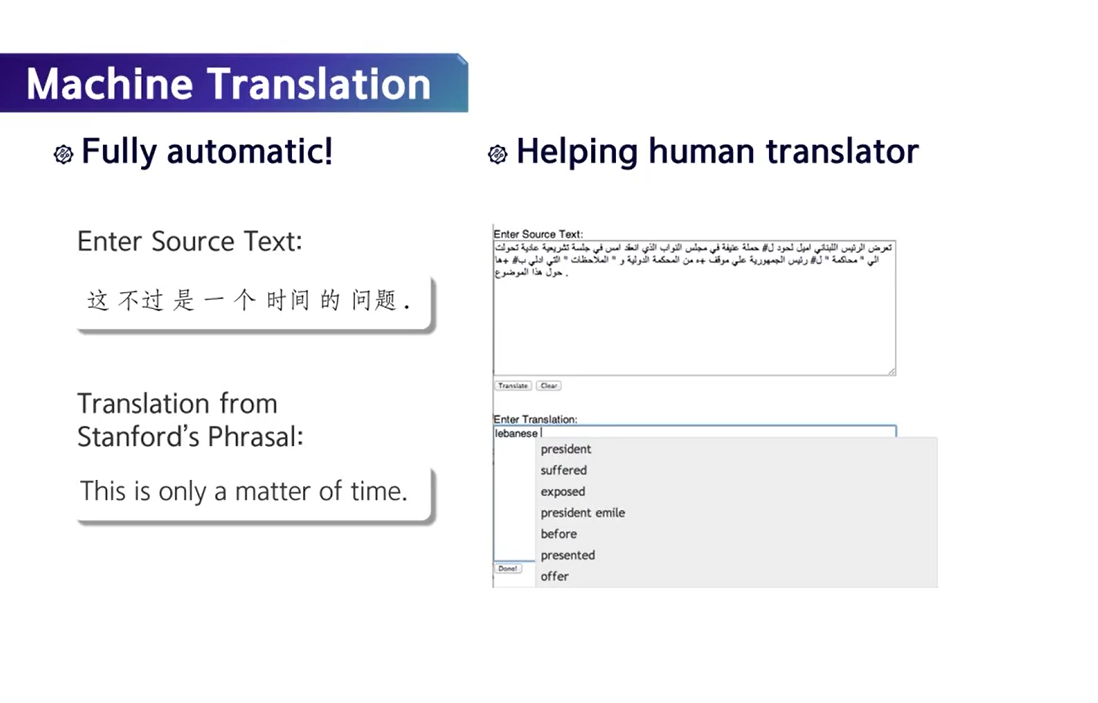 Machine Translation
Fully automatic!
Enter Source Text:
这 不过 是 一 个 时间 的 问题 .
Translation from
Stanford's Phrasal:
This is only a matter of time.
Helping human translator
Enter Source Text:
تعرض الرئيس اللبناني اميل لحود ل# حملة عنيفة في مجلس النواب الذي انعقد امس في جلسة تشريعية عادية تحولت
الي " محاكمة " ل# رئيس الجمهورية علي موقف +ه من المحكمة الدولية و " الملاحظات " التي ادلي ب# +ها
حول هذا الموضوع .
Translate Clear
Enter Translation:
lebanese
president
suffered
exposed
president emile
before
presented
offer
Done!